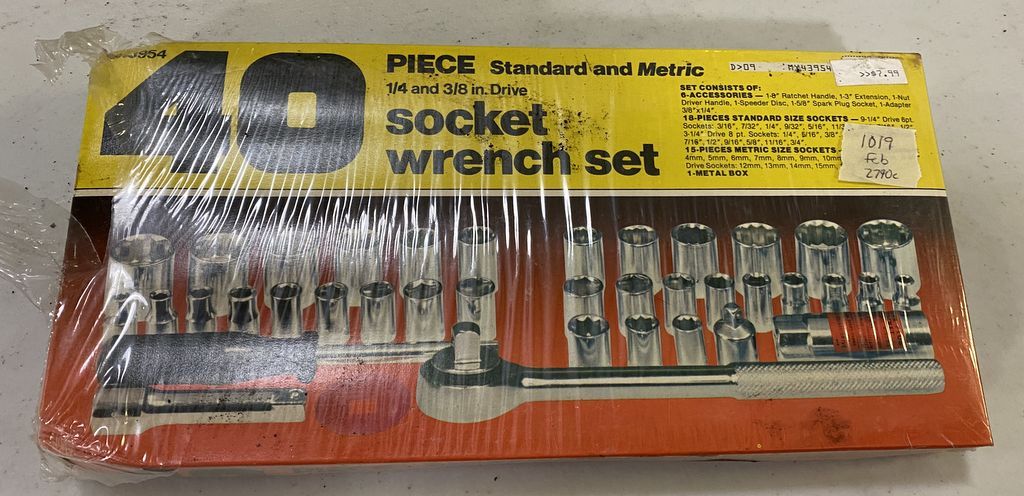 3954
40
PIECE Standard and Metric
1/4 and 3/8 in. Drive
socket
wrench set
D>09 MY43954
>>$7.99
SET CONSISTS OF:
6-ACCESSORIES — 1-8" Ratchet Handle, 1-3" Extension, 1-Nut
Driver Handle, 1-Speeder Disc, 1-5/8" Spark Plug Socket, 1-Adapter
3/8"x1/4"
18-PIECES STANDARD SIZE SOCKETS — 9-1/4" Drive 6pt.
Sockets: 3/16", 7/32", 1/4", 9/32", 5/16", 1/2"
3-1/4" Drive 8 pt. Sockets: 1/4", 5/16", 3/8"
7/16", 1/2", 9/16", 5/8", 11/16", 3/4".
15-PIECES METRIC SIZE SOCKETS
4mm, 5mm, 6mm, 7mm, 8mm, 9mm, 10mm
Drive Sockets: 12mm, 13mm, 14mm, 15mm,
1-METAL BOX
1019
Feb
2790c